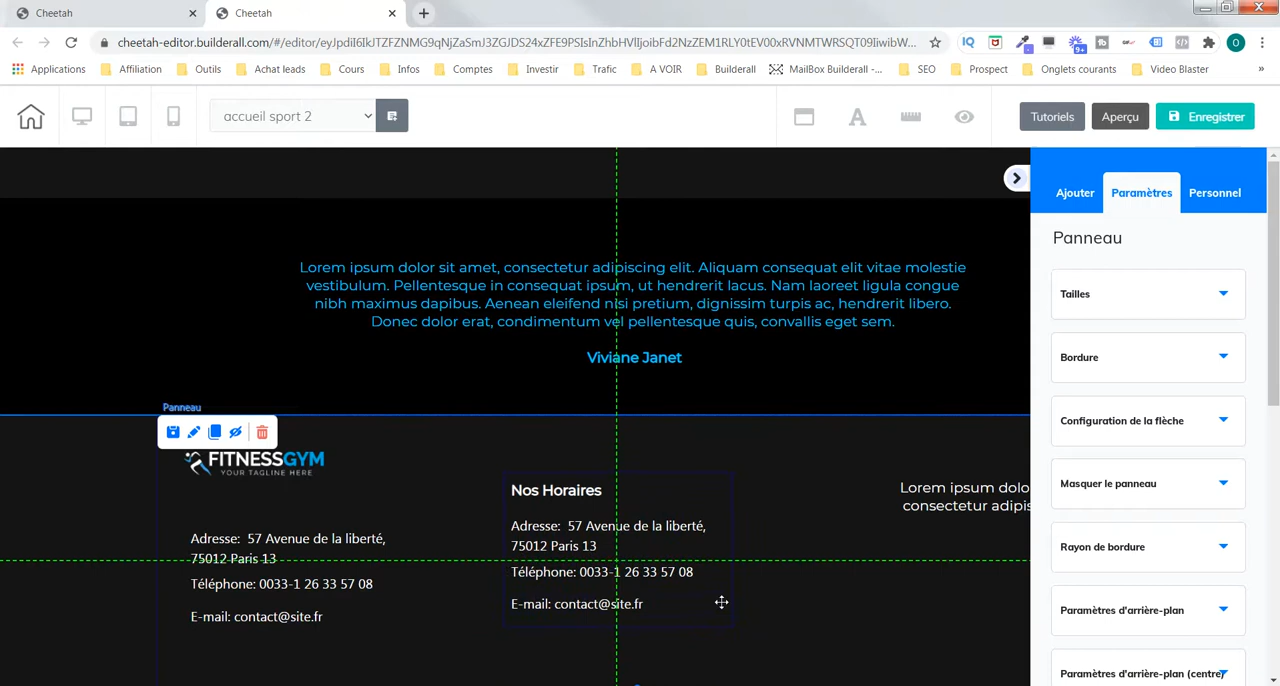 Cheetah
Cheetah
cheetah-editor.builderall.com/#/editor/eyJpdiI6IkJTZFZNMG9qNjZaSmJ3ZGlJDS24xZFE9PSIsInZhbHVlIjoibFd2NzZEM1RLY0tEV00xRVNMTWRSQT09IiwibW...
Applications
Affiliation
Outils
Achat leads
Cours
Infos
Comptes
Investir
Trafic
A VOIR
Builderall
MailBox Builderall -...
SEO
Prospect
Onglets courants
Video Blaster
»
accueil sport 2
Tutoriels
Aperçu
Enregistrer
Ajouter
Paramètres
Personnel
Panneau
Tailles
Bordure
Configuration de la flèche
Masquer le panneau
Rayon de bordure
Paramètres d'arrière-plan
Paramètres d'arrière-plan (centre)
Lorem ipsum dolor sit amet, consectetur adipiscing elit. Aliquam consequat elit vitae molestie
vestibulum. Pellentesque in consequat ipsum, ut hendrerit lacus. Nam laoreet ligula congue
nibh maximus dapibus. Aenean eleifend nisi pretium, dignissim turpis ac, hendrerit libero.
Donec dolor erat, condimentum vel pellentesque quis, convallis eget sem.
Viviane Janet
Panneau
FITNESSGYM
YOUR TAGLINE HERE
Adresse:  57 Avenue de la liberté,
75012 Paris 13
Téléphone: 0033-1 26 33 57 08
E-mail: contact@site.fr
Nos Horaires
Adresse:  57 Avenue de la liberté,
75012 Paris 13
Téléphone: 0033-1 26 33 57 08
E-mail: contact@site.fr
Lorem ipsum dolo
consectetur adipis